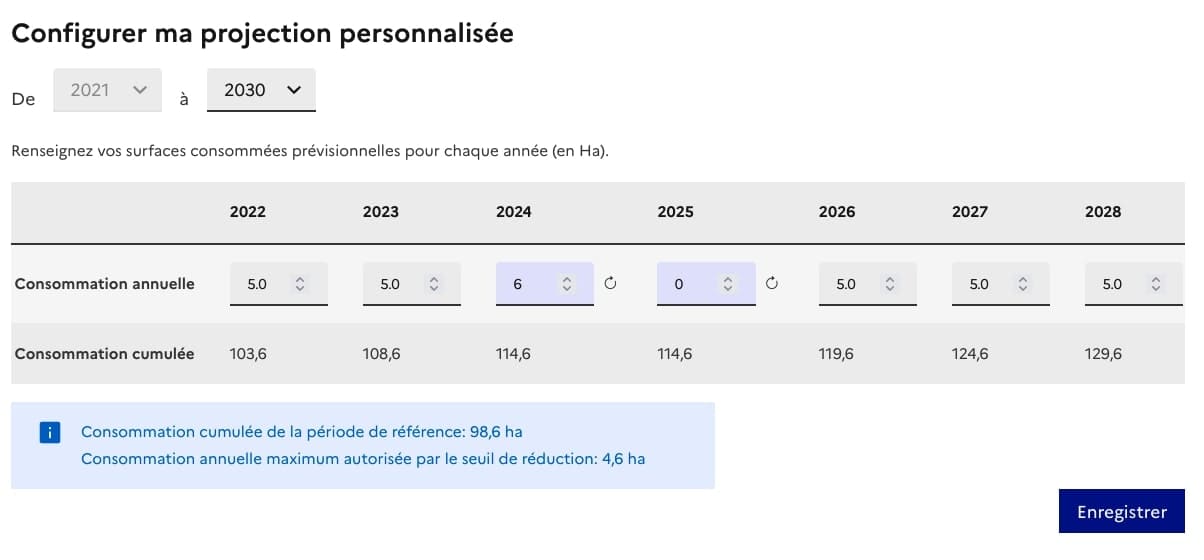 Configurer ma projection personnalisée
De 2021 à 2030
Renseignez vos surfaces consommées prévisionnelles pour chaque année (en Ha).
2022 2023 2024 2025 2026 2027 2028
Consommation annuelle 5.0 5.0 6 0 5.0 5.0 5.0
Consommation cumulée 103,6 108,6 114,6 114,6 119,6 124,6 129,6
i Consommation cumulée de la période de référence: 98,6 ha
Consommation annuelle maximum autorisée par le seuil de réduction: 4,6 ha
Enregistrer